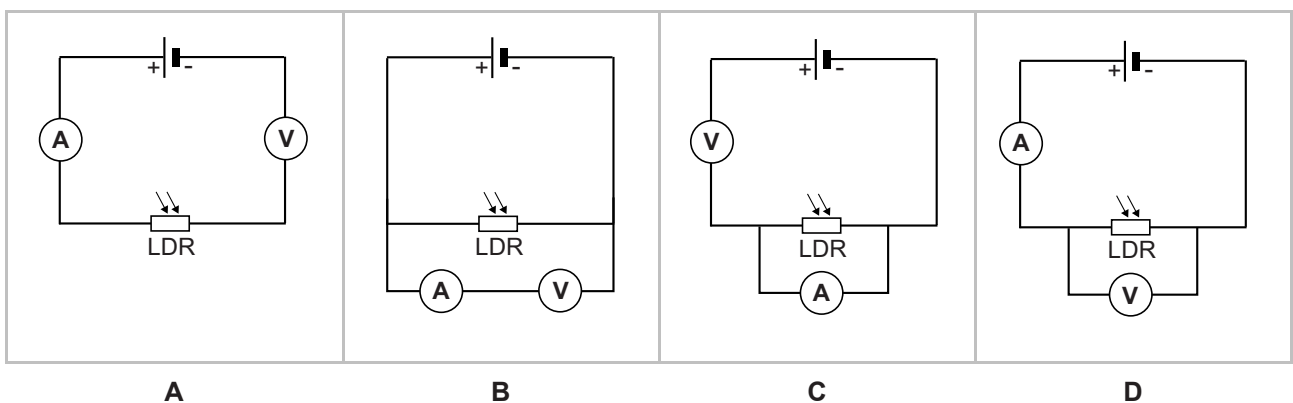 + - + - + - + -
A V V A
LDR LDR LDR LDR
A V A V
A B C D